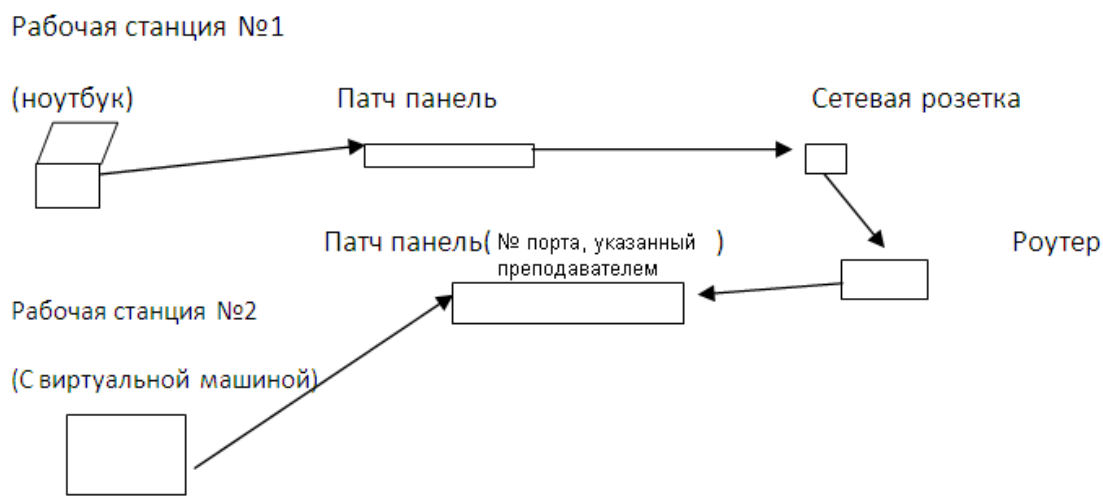 Рабочая станция №1
(ноутбук)
Патч панель
Сетевая розетка
Патч панель( № порта, указанный )
преподавателем
Роутер
Рабочая станция №2
(С виртуальной машиной)